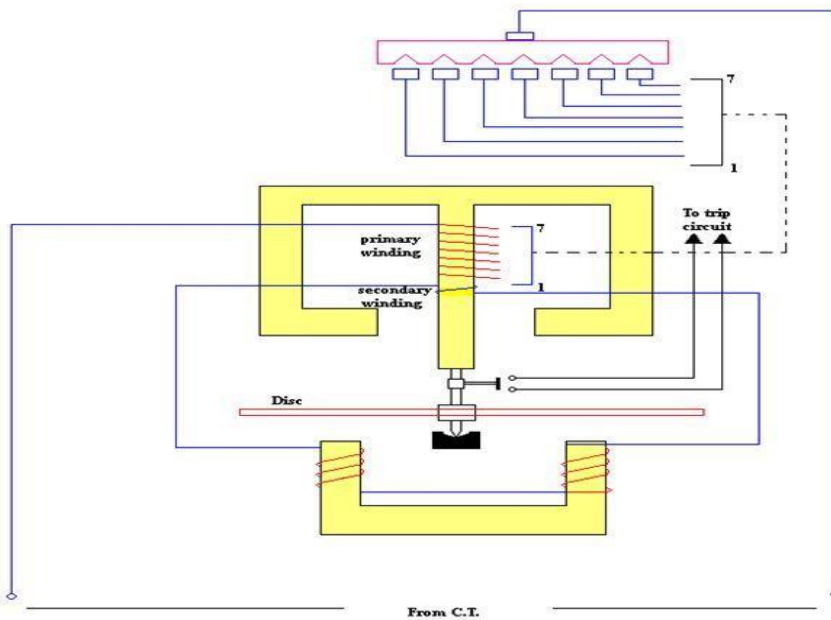 7
1
To trip
circuit
7
primary
winding
1
secondary
winding
Disc
From C.T.